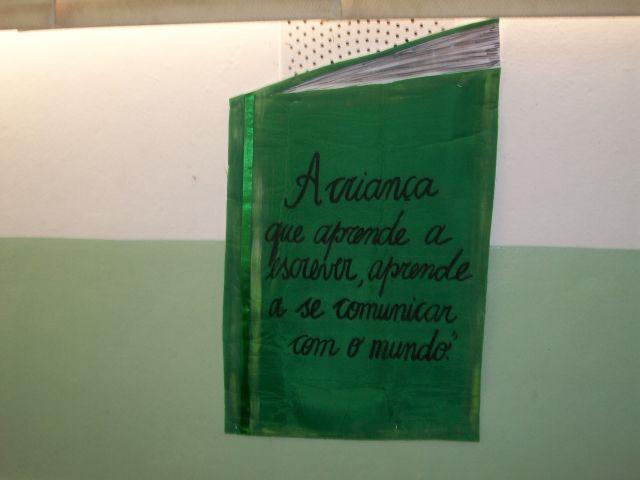 A criança
que aprende a
escrever, aprende
a se comunicar
com o mundo."